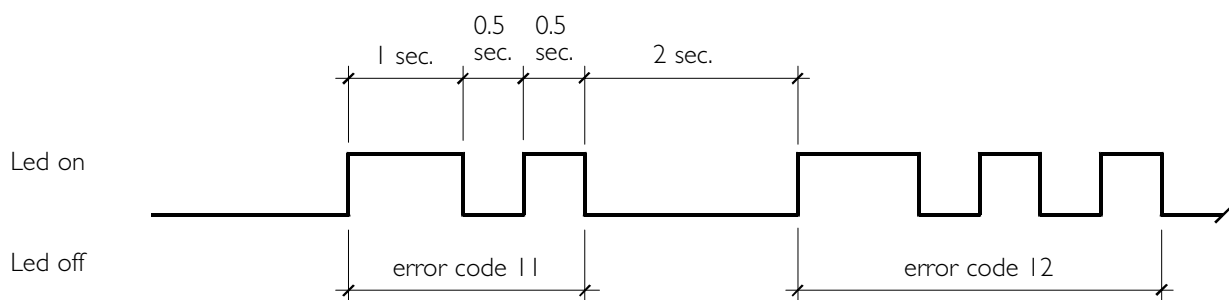 0.5 0.5
sec. sec.
1 sec. 2 sec.
Led on
Led off
error code 11 error code 12